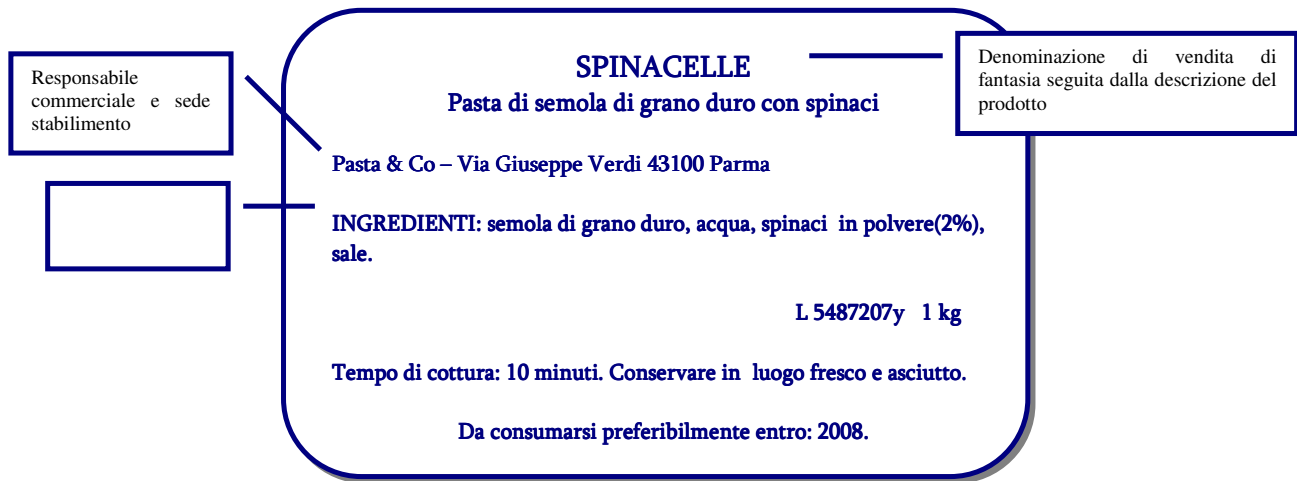 Responsabile
commerciale e sede
stabilimento
SPINACELLE
Pasta di semola di grano duro con spinaci
Denominazione di vendita di
fantasia seguita dalla descrizione del
prodotto
Pasta & Co – Via Giuseppe Verdi 43100 Parma
INGREDIENTI: semola di grano duro, acqua, spinaci in polvere(2%),
sale.
L 5487207y 1 kg
Tempo di cottura: 10 minuti. Conservare in luogo fresco e asciutto.
Da consumarsi preferibilmente entro: 2008.